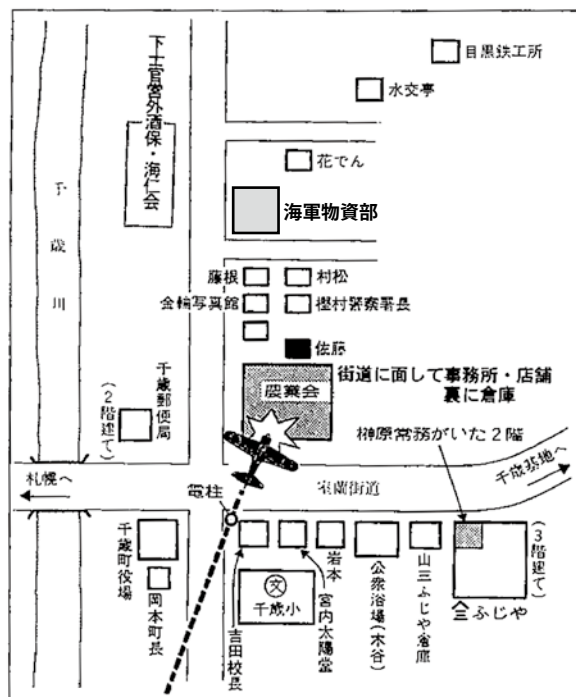 目黒鉄工所
水交亭
下士官営外酒保・海仁会
花でん
海軍物資部
千歳川
藤根
村松
金輪写真館
樫村警察署長
佐藤
農業会
街道に面して事務所・店舗
裏に倉庫
千歳郵便局
(2階建て)
榊原常務がいた2階
札幌へ
室蘭街道
千歳基地へ
電柱
千歳町役場
岡本町長
吉田校長
文
千歳小
宮内太陽堂
岩本
公衆浴場(木谷)
山三ふじや倉庫
ふじや
(3階建て)